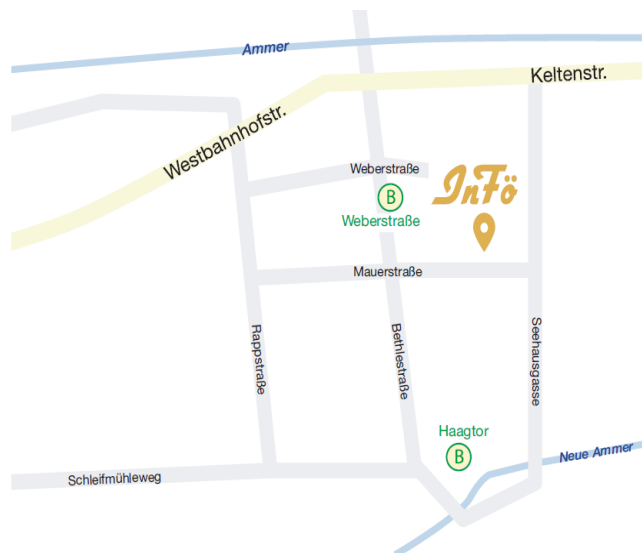 Ammer
Keltenstr.
Westbahnhofstr.
Weberstraße
InFö
B
Weberstraße
Mauerstraße
Rappstraße
Bethlestraße
Seehausgasse
Haagtor
B
Neue Ammer
Schleifmühleweg